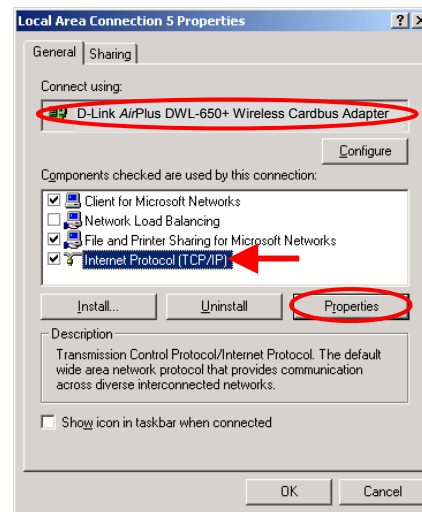 Local Area Connection 5 Properties
General Sharing
Connect using:
D-Link AirPlus DWL-650+ Wireless Cardbus Adapter
Configure
Components checked are used by this connection:
Client for Microsoft Networks
Network Load Balancing
File and Printer Sharing for Microsoft Networks
Internet Protocol (TCP/IP)
Install... Uninstall Properties
Description
Transmission Control Protocol/Internet Protocol. The default
wide area network protocol that provides communication
across diverse interconnected networks.
Show icon in taskbar when connected
OK Cancel